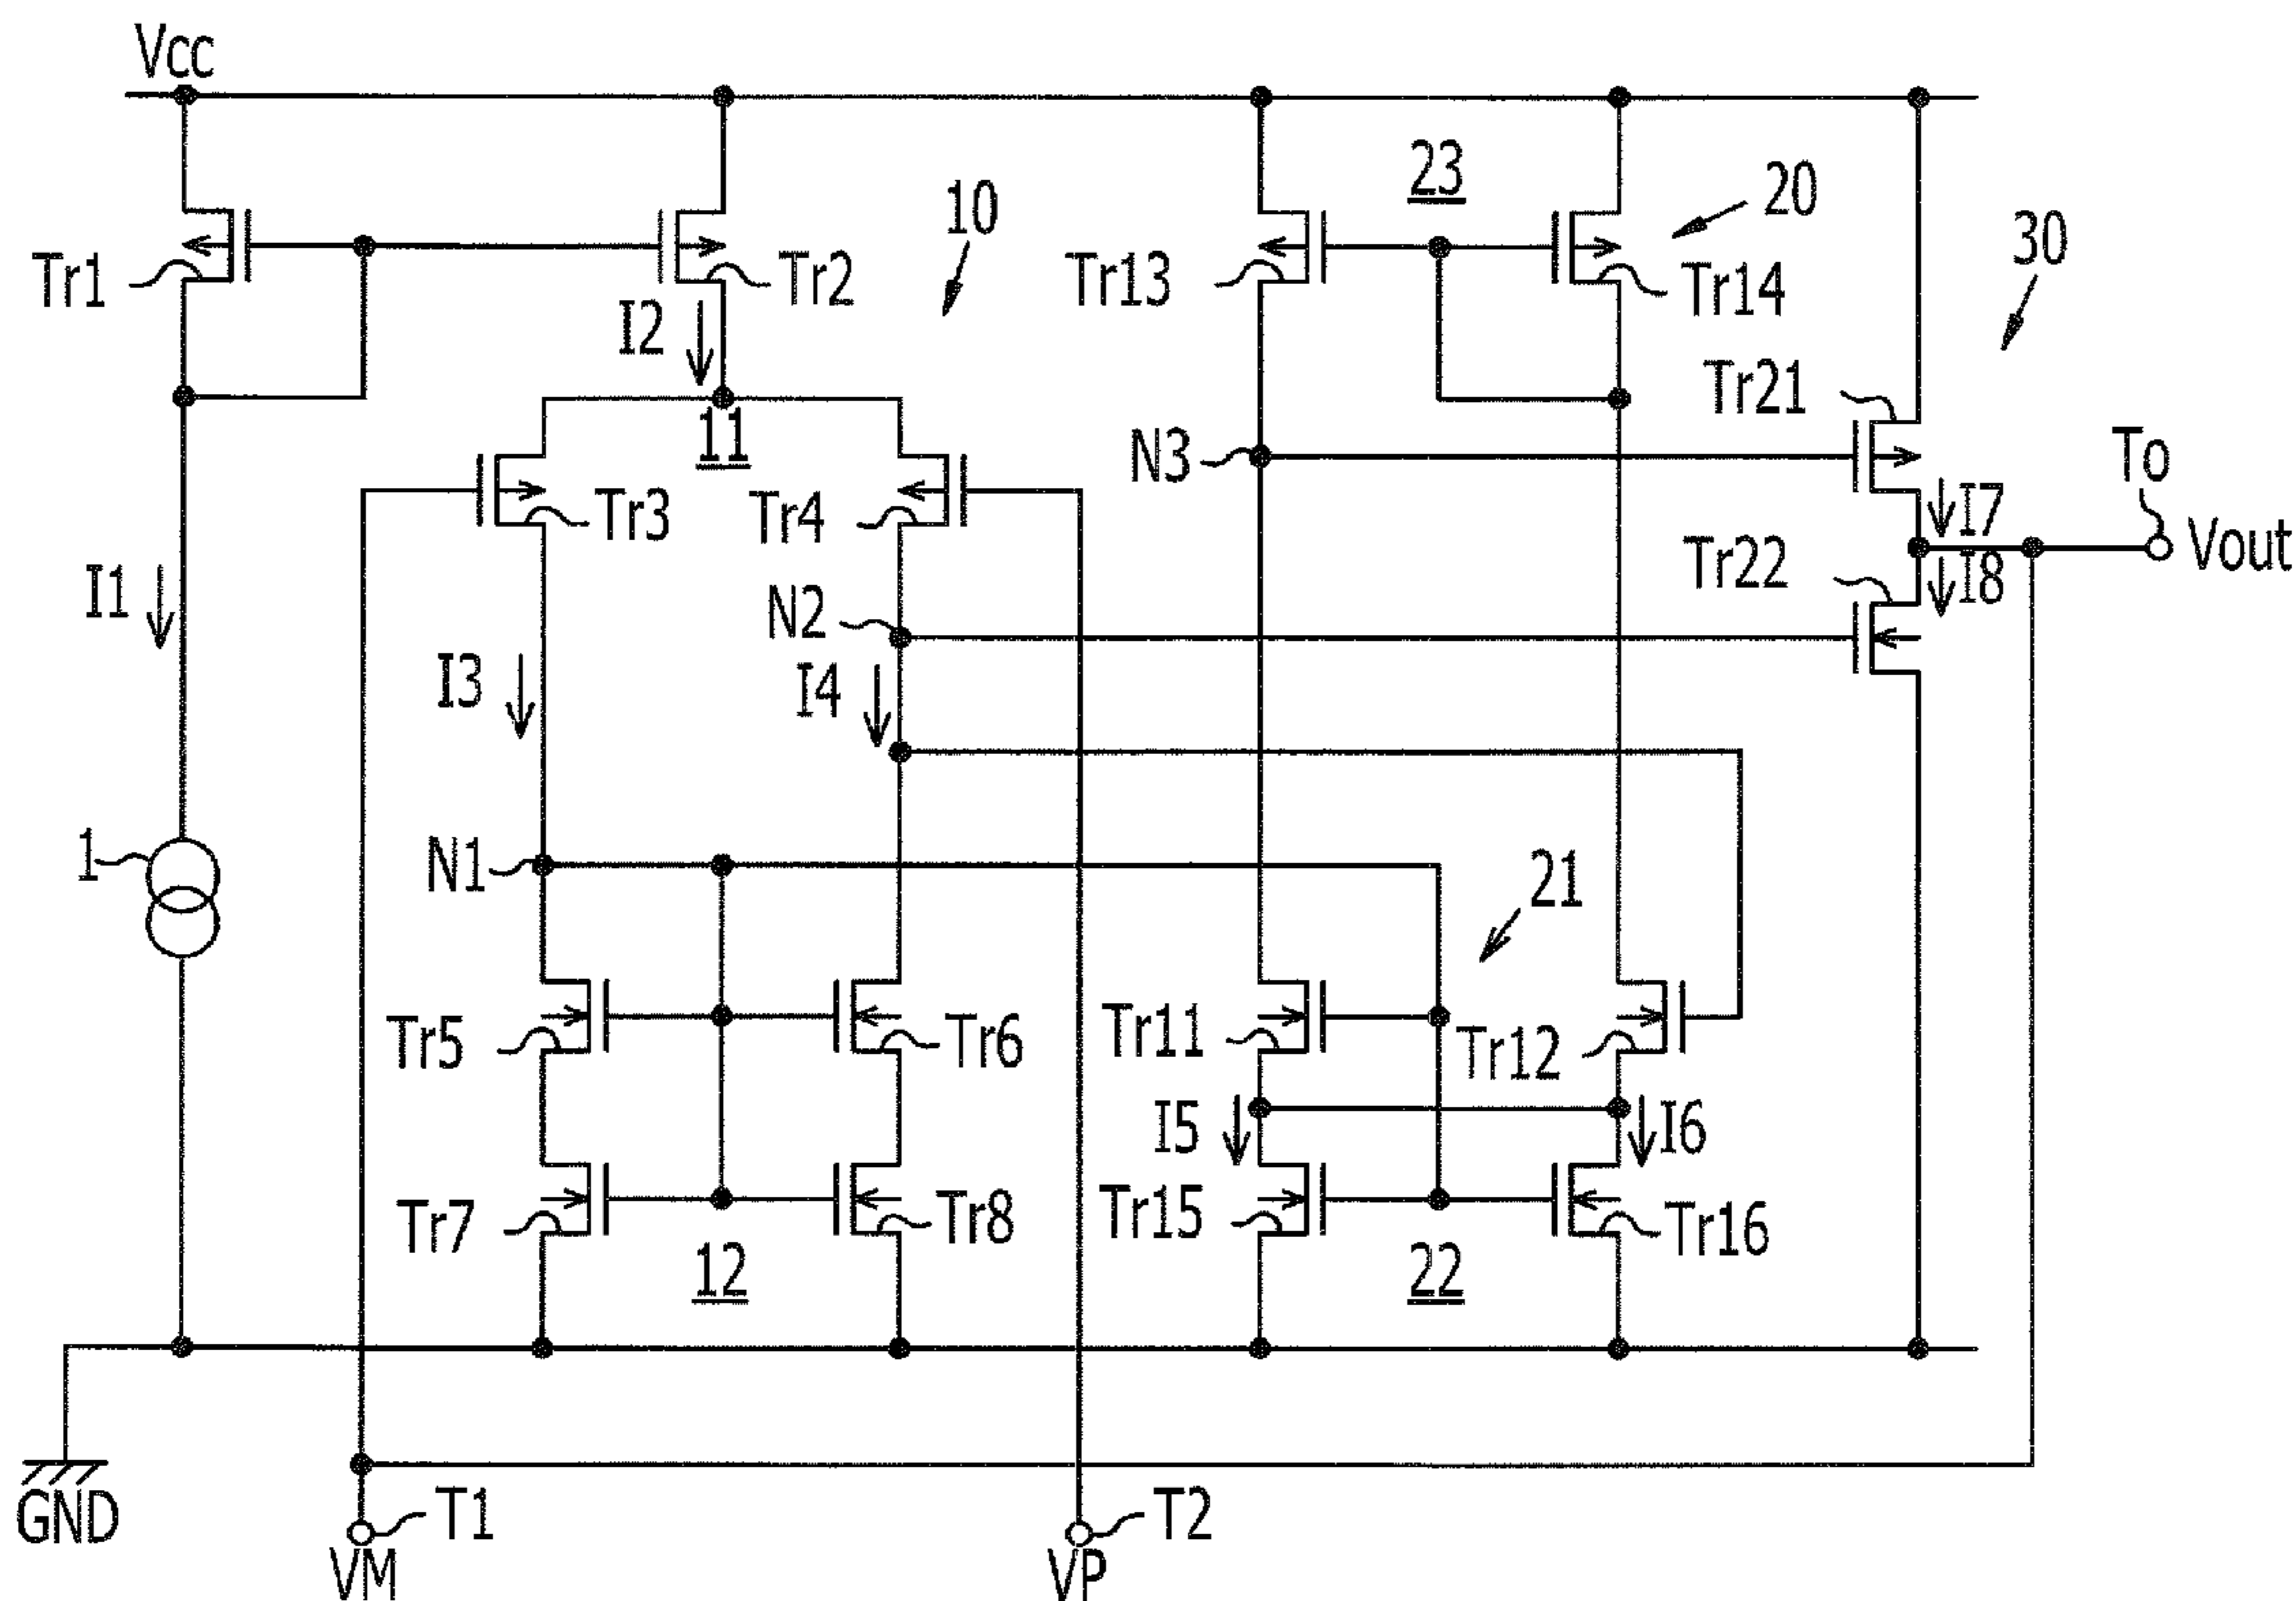 Vcc
23
20
10
30
Tr1
Tr2
Tr13
Tr14
I2
Tr21
11
N3
To
Tr3
Tr4
I7
Vout
I1
N2
Tr22
I8
I3
I4
1
N1
21
Tr5
Tr6
Tr11
Tr12
I5
I6
Tr7
Tr8
Tr15
Tr16
12
22
GND
T1
T2
VM
VP